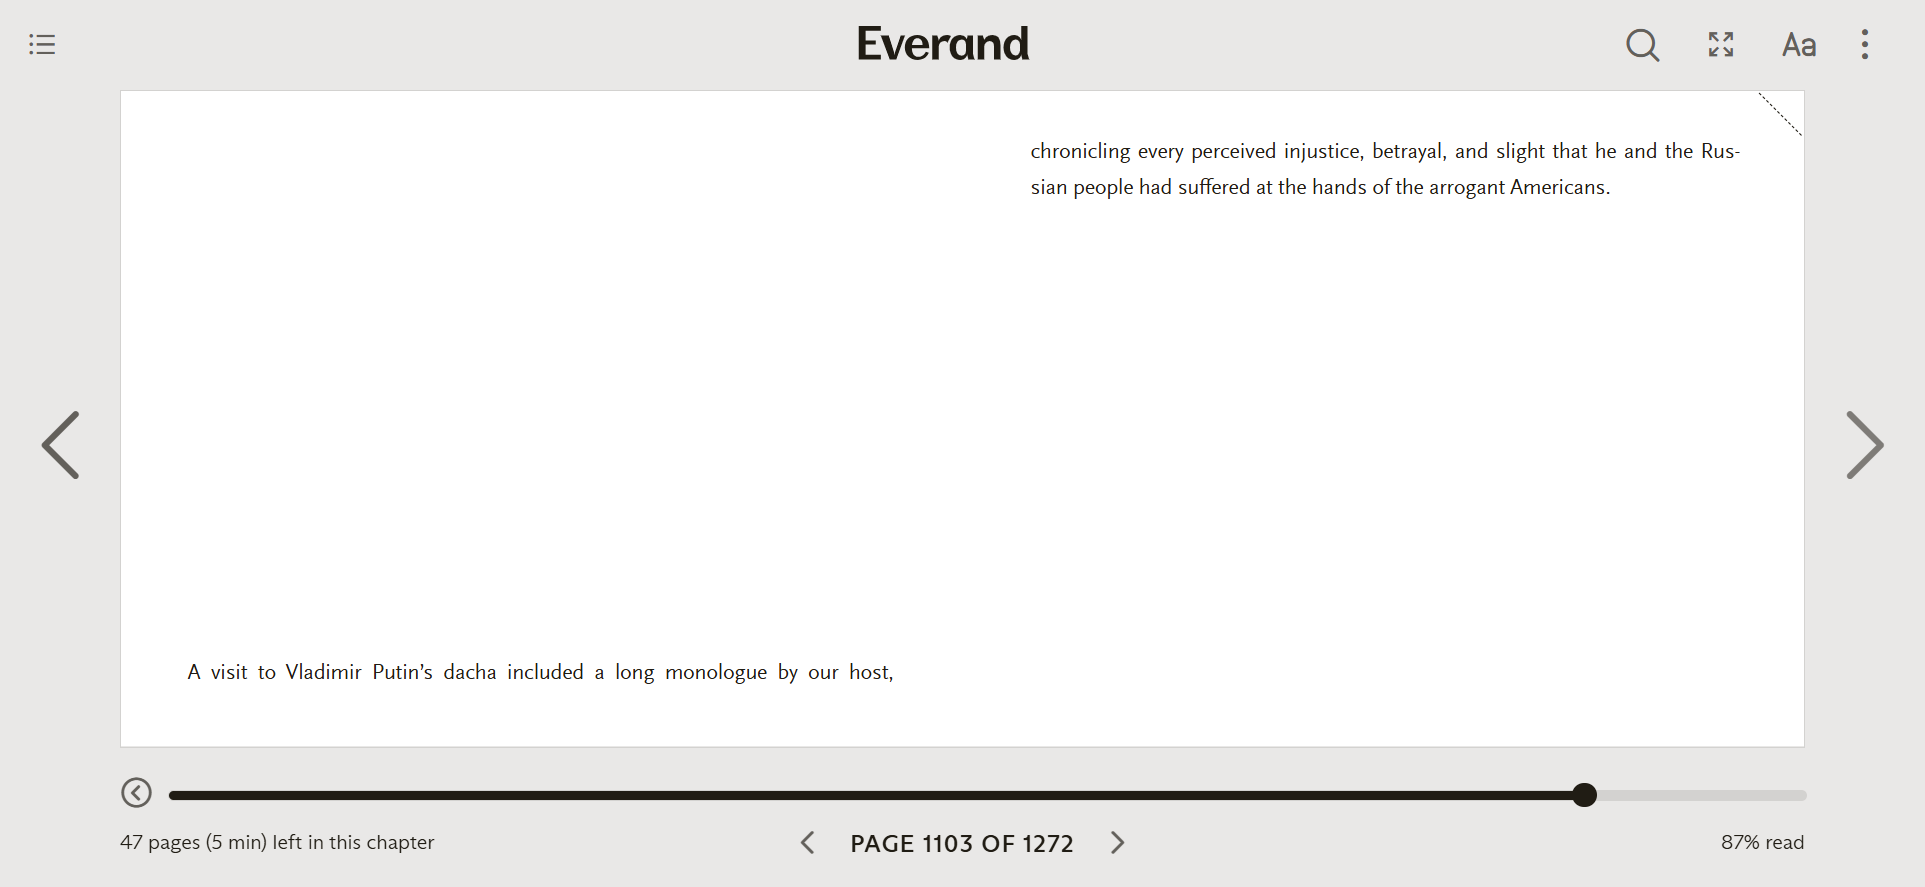 Everand
Aa
A visit to Vladimir Putin’s dacha included a long monologue by our host,
chronicling every perceived injustice, betrayal, and slight that he and the Rus-
sian people had suffered at the hands of the arrogant Americans.
47 pages (5 min) left in this chapter
PAGE 1103 OF 1272
87% read